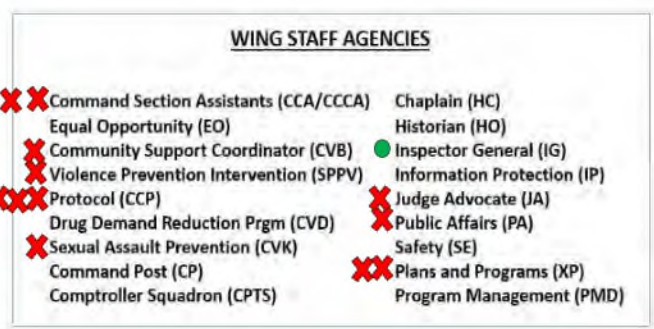 WING STAFF AGENCIES
Command Section Assistants (CCA/CCCA)
Equal Opportunity (EO)
Community Support Coordinator (CVB)
Violence Prevention Intervention (SPPV)
Protocol (CCP)
Drug Demand Reduction Prgm (CVD)
Sexual Assault Prevention (CVK)
Command Post (CP)
Comptroller Squadron (CPTS)
Chaplain (HC)
Historian (HO)
Inspector General (IG)
Information Protection (IP)
Judge Advocate (JA)
Public Affairs (PA)
Safety (SE)
Plans and Programs (XP)
Program Management (PMD)